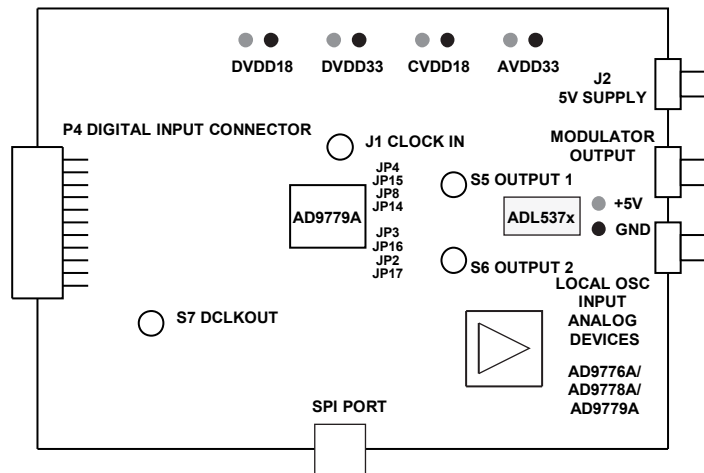 DVDD18 DVDD33 CVDD18 AVDD33
J2
5V SUPPLY
P4 DIGITAL INPUT CONNECTOR
J1 CLOCK IN
MODULATOR
OUTPUT
JP4
JP15
JP8
JP14
S5 OUTPUT 1
AD9779A
ADL537x
+5V
GND
JP3
JP16
JP2
JP17
S6 OUTPUT 2
LOCAL OSC
INPUT
ANALOG
DEVICES
S7 DCLKOUT
AD9776A/
AD9778A/
AD9779A
SPI PORT